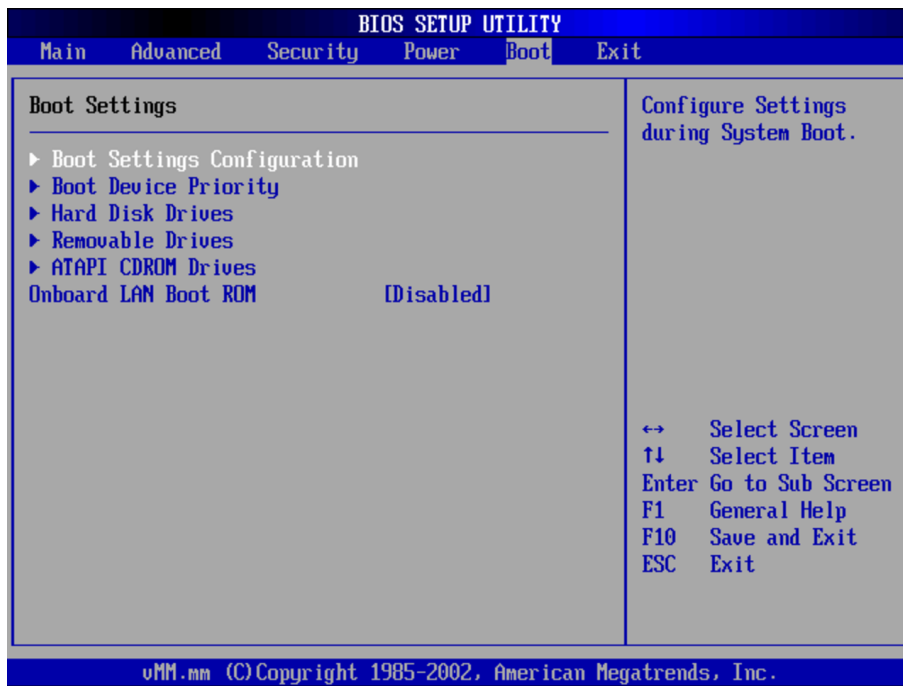 BIOS SETUP UTILITY
Main Advanced Security Power Boot Exit
Boot Settings
Boot Settings Configuration
Boot Device Priority
Hard Disk Drives
Removable Drives
ATAPI CDROM Drives
Onboard LAN Boot ROM [Disabled]
Configure Settings
during System Boot.
←→ Select Screen
↑↓ Select Item
Enter Go to Sub Screen
F1 General Help
F10 Save and Exit
ESC Exit
vMM.mm (C)Copyright 1985-2002, American Megatrends, Inc.